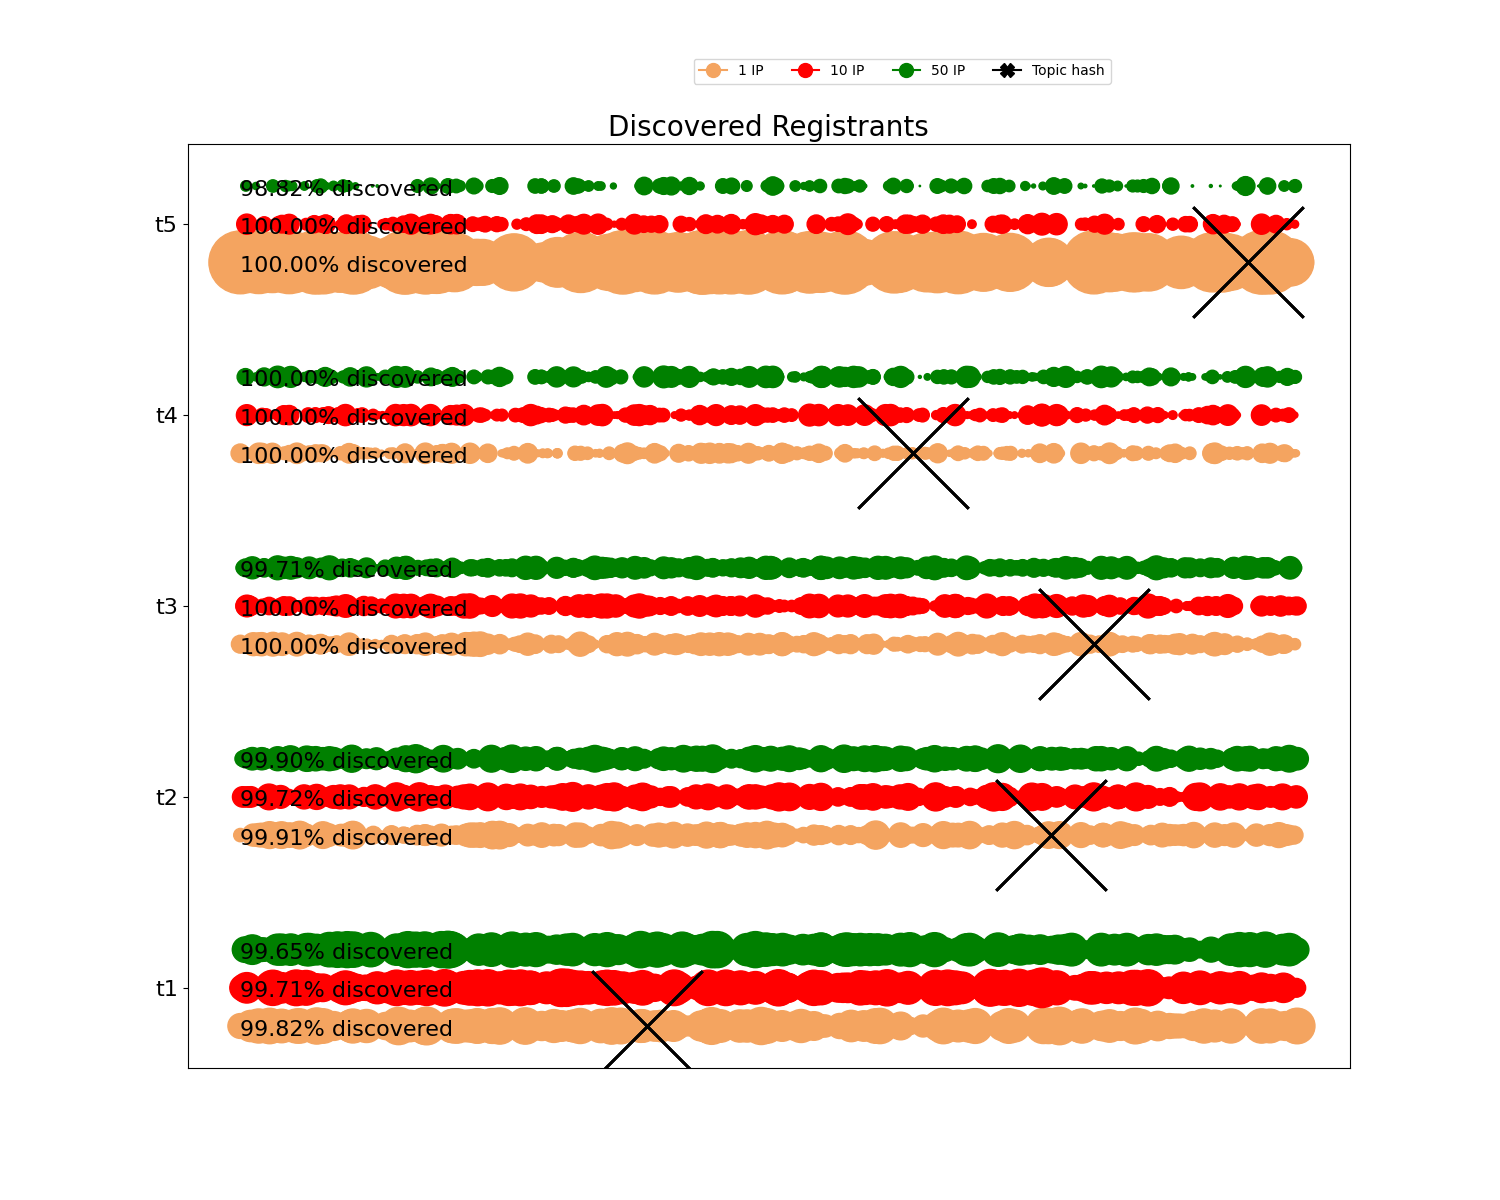 1 IP 10 IP 50 IP Topic hash
Discovered Registrants
98.82% discovered
t5
100.00% discovered
100.00% discovered
100.00% discovered
t4
100.00% discovered
100.00% discovered
99.71% discovered
t3
100.00% discovered
100.00% discovered
99.90% discovered
t2
99.72% discovered
99.91% discovered
99.65% discovered
t1
99.71% discovered
99.82% discovered